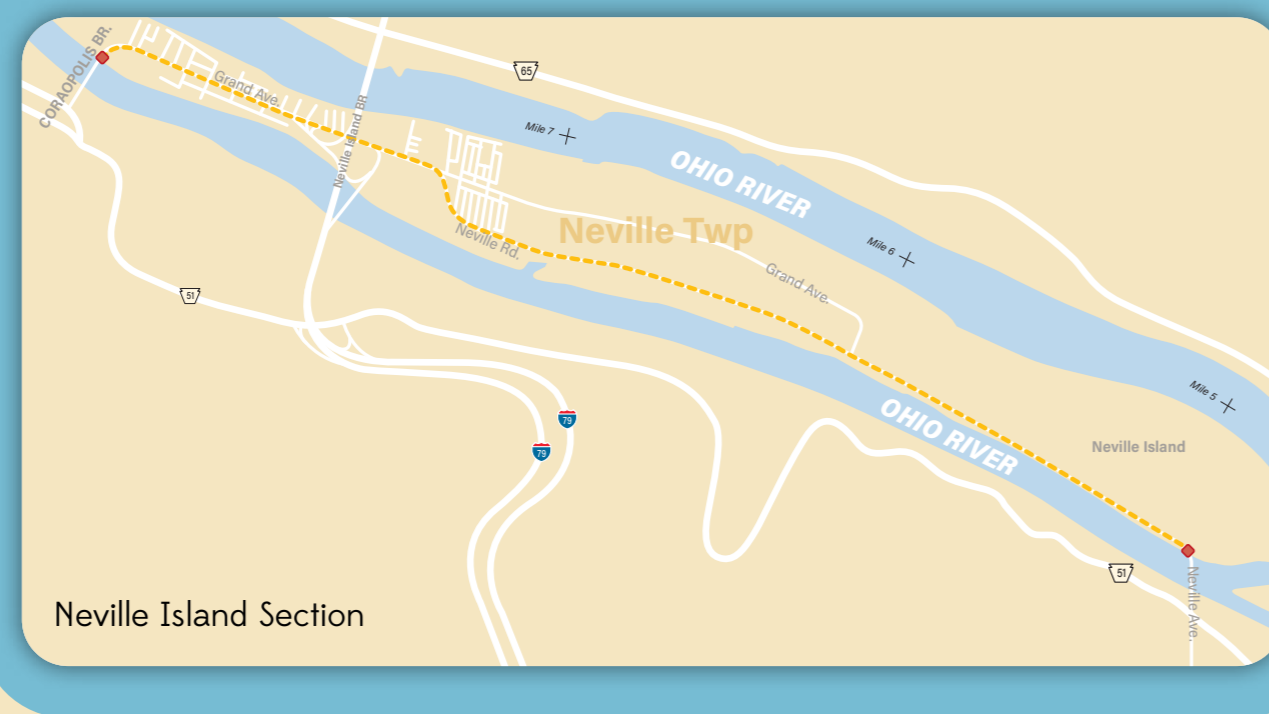 CORAOPOLIS BR.
Grand Ave.
Neville Island BR
65
Mile 7
OHIO RIVER
Neville Twp
Neville Rd.
Mile 6
Grand Ave.
51
Mile 5
79
79
OHIO RIVER
Neville Island
51
Neville Ave.
Neville Island Section